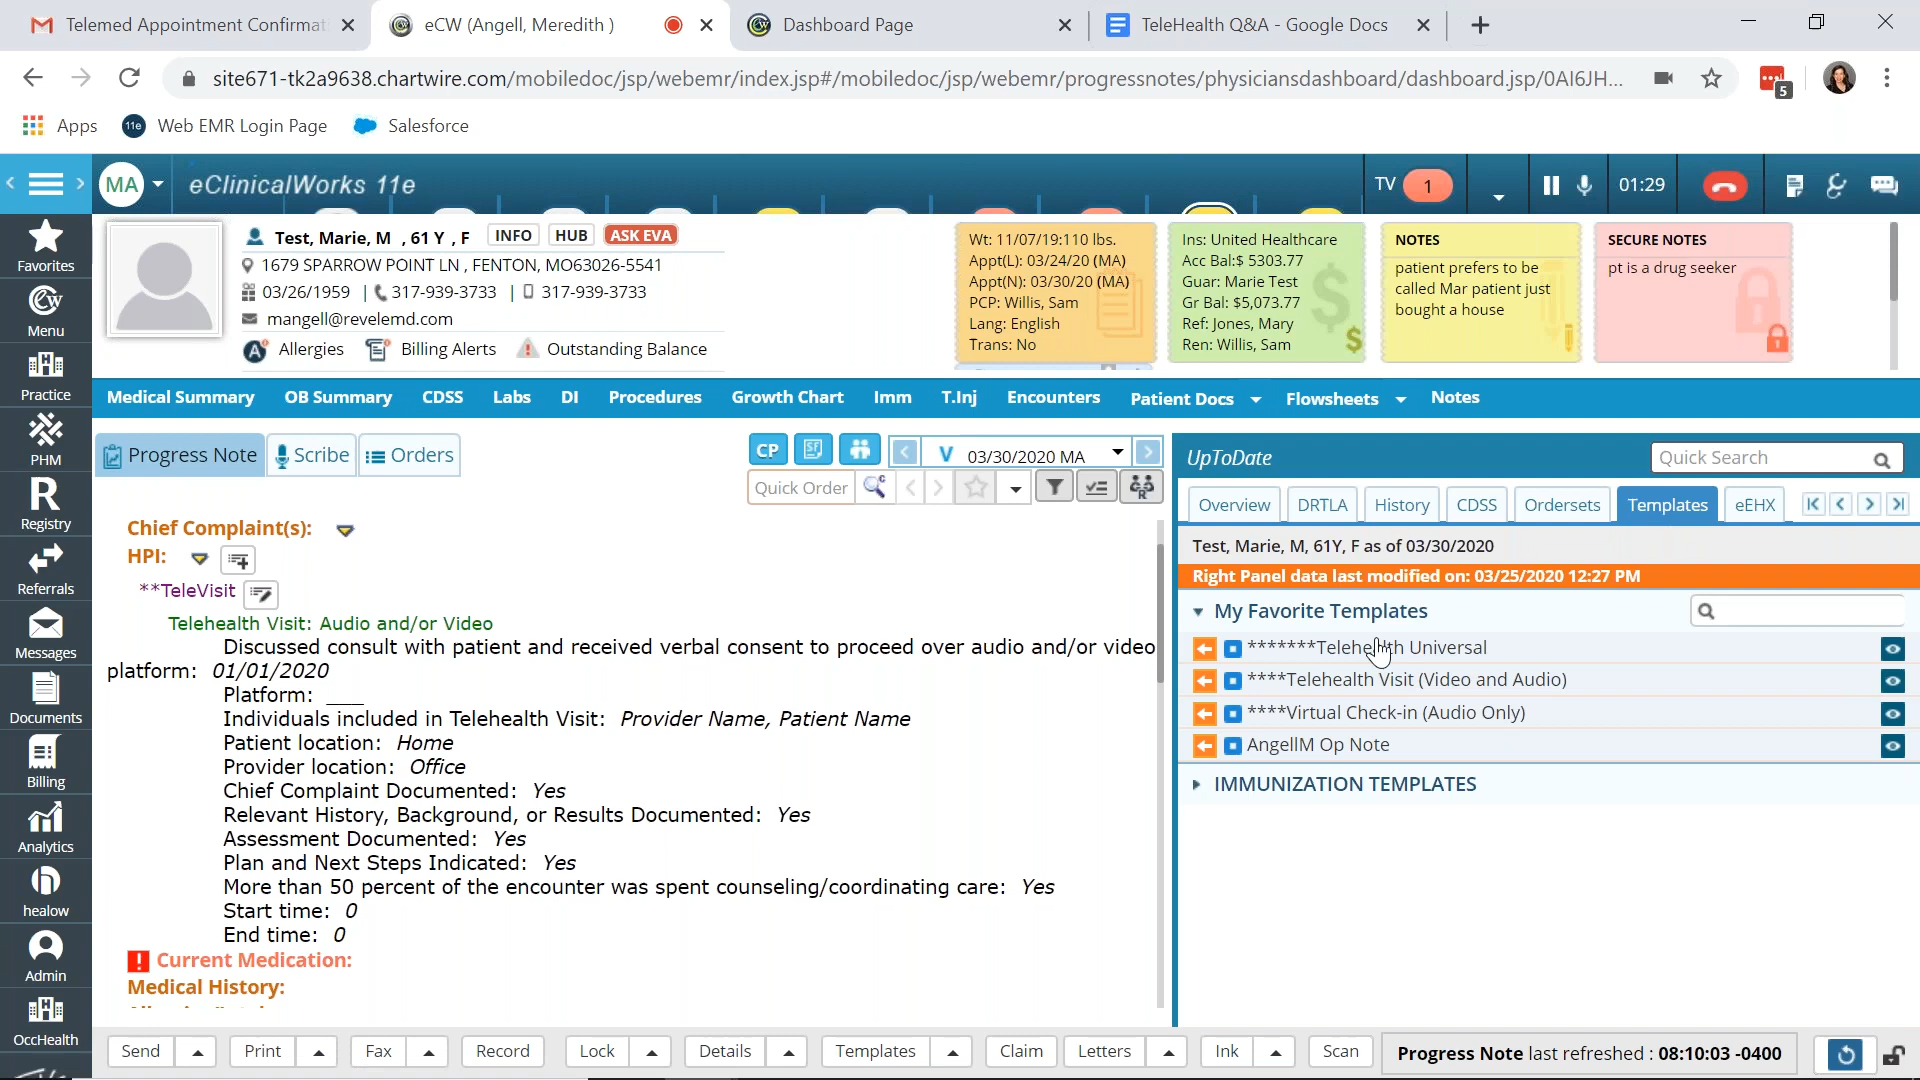 Telemed Appointment Confirmat
eCW (Angell, Meredith )
Dashboard Page
TeleHealth Q&A - Google Docs
site671-tk2a9638.chartwire.com/mobiledoc/jsp/webemr/index.jsp#/mobiledoc/jsp/webemr/progressnotes/physiciansdashboard/dashboard.jsp/0AI6JH...
5
Apps
11e
Web EMR Login Page
Salesforce
MA
eClinicalWorks 11e
TV 1
01:29
Favorites
Menu
Practice
PHM
Registry
Referrals
Messages
Documents
Billing
Analytics
healow
Admin
OccHealth
Test, Marie, M , 61 Y , F
INFO
HUB
ASK EVA
1679 SPARROW POINT LN , FENTON, MO63026-5541
03/26/1959 | 317-939-3733 | 317-939-3733
mangell@revelemd.com
Allergies
Billing Alerts
Outstanding Balance
Wt: 11/07/19:110 lbs.
Appt(L): 03/24/20 (MA)
Appt(N): 03/30/20 (MA)
PCP: Willis, Sam
Lang: English
Trans: No
Ins: United Healthcare
Acc Bal:$ 5303.77
Guar: Marie Test
Gr Bal: $5,073.77
Ref: Jones, Mary
Ren: Willis, Sam
NOTES
patient prefers to be
called Mar patient just
bought a house
SECURE NOTES
pt is a drug seeker
Medical Summary
OB Summary
CDSS
Labs
DI
Procedures
Growth Chart
Imm
T.Inj
Encounters
Patient Docs
Flowsheets
Notes
Progress Note
Scribe
Orders
CP
V 03/30/2020 MA
Quick Order
Chief Complaint(s):
HPI:
**TeleVisit
Telehealth Visit: Audio and/or Video
Discussed consult with patient and received verbal consent to proceed over audio and/or video
platform: 01/01/2020
Platform: ___
Individuals included in Telehealth Visit: Provider Name, Patient Name
Patient location: Home
Provider location: Office
Chief Complaint Documented: Yes
Relevant History, Background, or Results Documented: Yes
Assessment Documented: Yes
Plan and Next Steps Indicated: Yes
More than 50 percent of the encounter was spent counseling/coordinating care: Yes
Start time: 0
End time: 0
Current Medication:
Medical History:
UpToDate
Quick Search
Overview
DRTLA
History
CDSS
Ordersets
Templates
eEHX
Test, Marie, M, 61Y, F as of 03/30/2020
Right Panel data last modified on: 03/25/2020 12:27 PM
My Favorite Templates
*******Telehealth Universal
****Telehealth Visit (Video and Audio)
****Virtual Check-in (Audio Only)
AngellM Op Note
IMMUNIZATION TEMPLATES
Send
Print
Fax
Record
Lock
Details
Templates
Claim
Letters
Ink
Scan
Progress Note last refreshed : 08:10:03 -0400